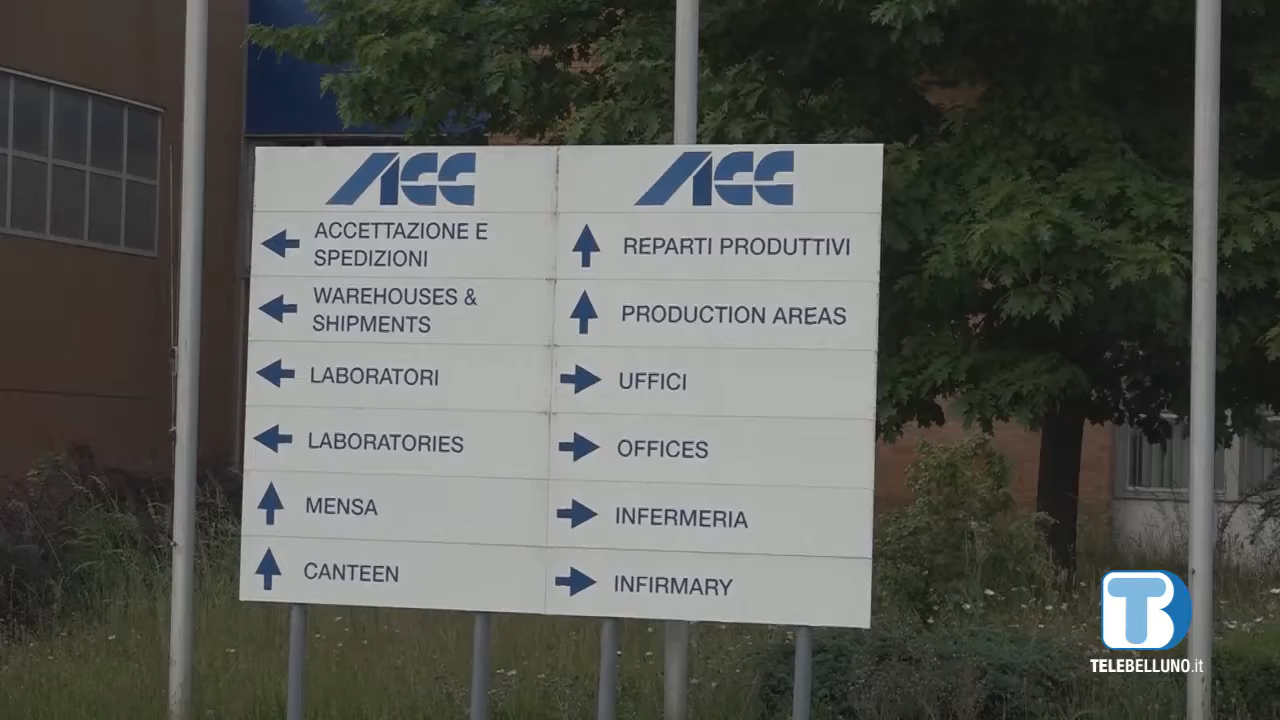 ACC
ACCETTAZIONE E
SPEDIZIONI
WAREHOUSES &
SHIPMENTS
LABORATORI
LABORATORIES
MENSA
CANTEEN
ACC
REPARTI PRODUTTIVI
PRODUCTION AREAS
UFFICI
OFFICES
INFERMERIA
INFIRMARY
TB
TELEBELLUNO.it